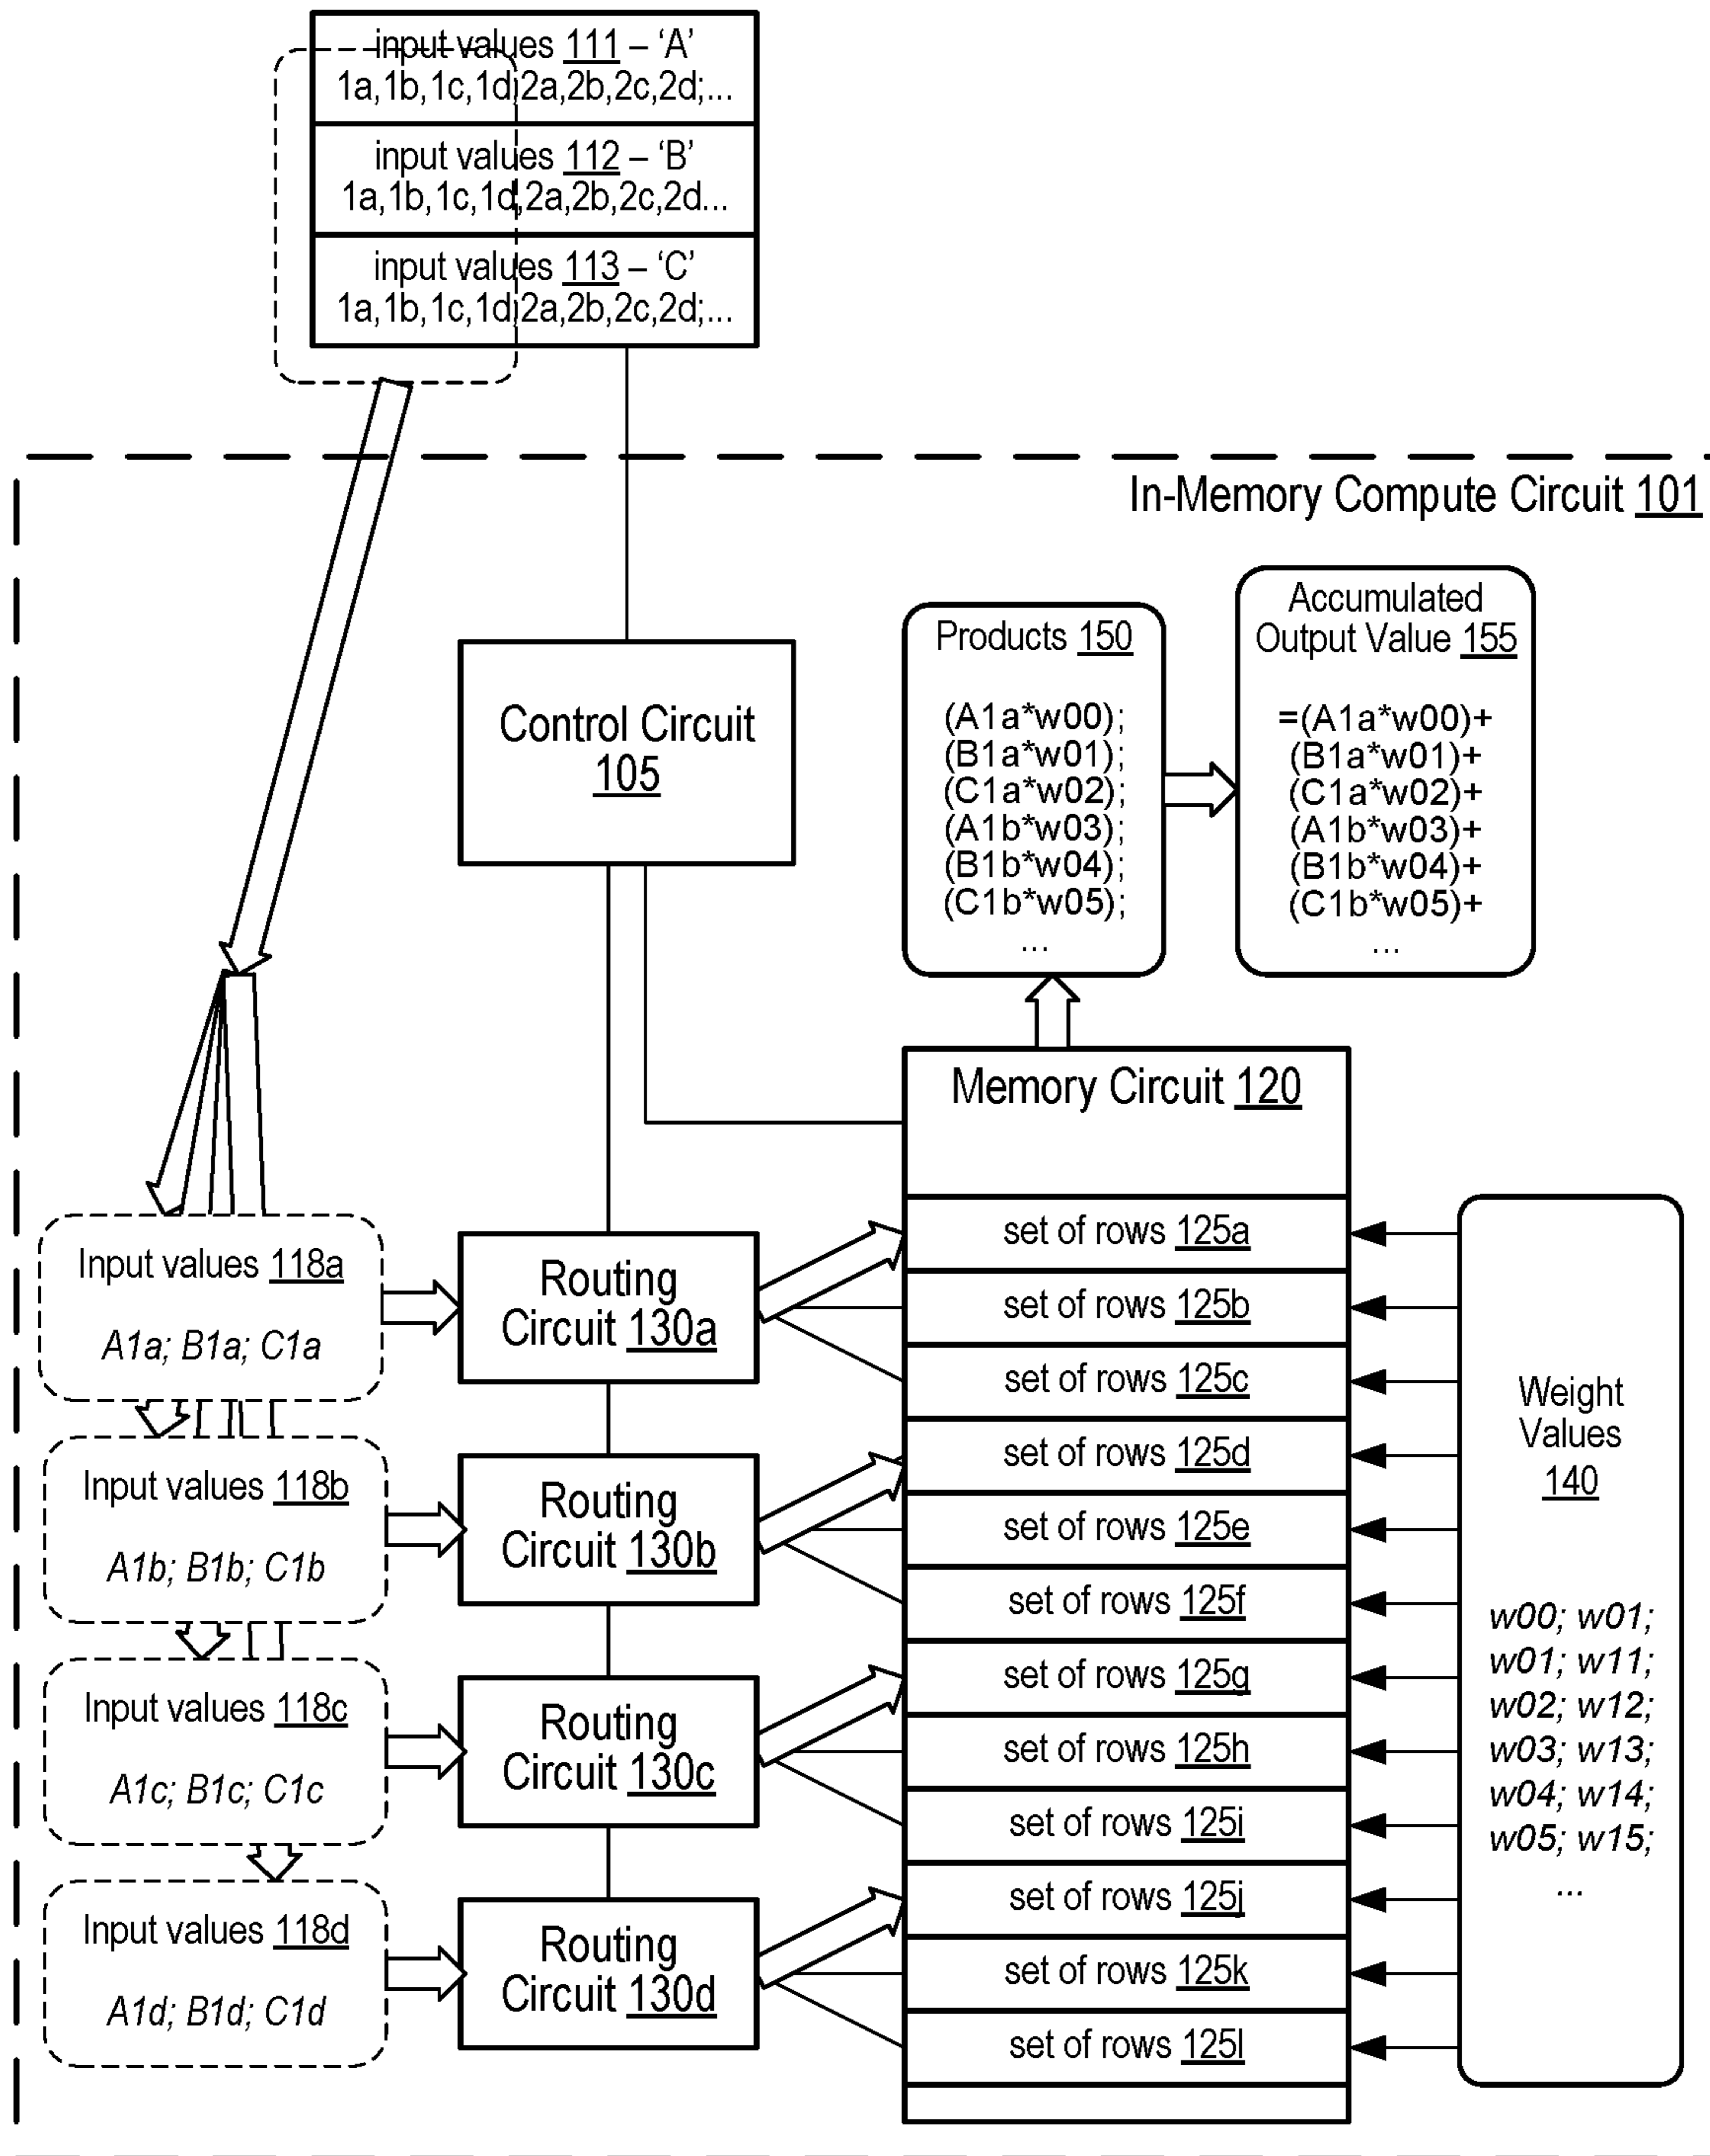 input values 111 – ‘A’
1a,1b,1c,1d;2a,2b,2c,2d;...
input values 112 – ‘B’
1a,1b,1c,1d,2a,2b,2c,2d...
input values 113 – ‘C’
1a,1b,1c,1d;2a,2b,2c,2d;...
In-Memory Compute Circuit 101
Control Circuit
105
Products 150
(A1a*w00);
(B1a*w01);
(C1a*w02);
(A1b*w03);
(B1b*w04);
(C1b*w05);
...
Accumulated
Output Value 155
=(A1a*w00)+
(B1a*w01)+
(C1a*w02)+
(A1b*w03)+
(B1b*w04)+
(C1b*w05)+
...
Memory Circuit 120
Input values 118a
A1a; B1a; C1a
Input values 118b
A1b; B1b; C1b
Input values 118c
A1c; B1c; C1c
Input values 118d
A1d; B1d; C1d
Routing
Circuit 130a
Routing
Circuit 130b
Routing
Circuit 130c
Routing
Circuit 130d
set of rows 125a
set of rows 125b
set of rows 125c
set of rows 125d
set of rows 125e
set of rows 125f
set of rows 125g
set of rows 125h
set of rows 125i
set of rows 125j
set of rows 125k
set of rows 125l
Weight
Values
140
w00; w01;
w01; w11;
w02; w12;
w03; w13;
w04; w14;
w05; w15;
...